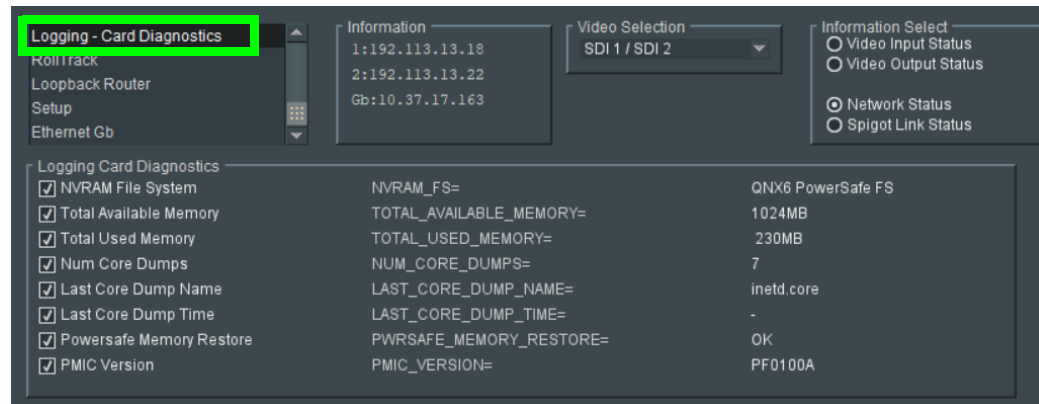 Logging - Card Diagnostics
RollTrack
Loopback Router
Setup
Ethernet Gb
Information
1:192.113.13.18
2:192.113.13.22
Gb:10.37.17.163
Video Selection
SDI 1 / SDI 2
Information Select
Video Input Status
Video Output Status
Network Status
Spigot Link Status
Logging Card Diagnostics
NVRAM File System NVRAM_FS= QNX6 PowerSafe FS
Total Available Memory TOTAL_AVAILABLE_MEMORY= 1024MB
Total Used Memory TOTAL_USED_MEMORY= 230MB
Num Core Dumps NUM_CORE_DUMPS= 7
Last Core Dump Name LAST_CORE_DUMP_NAME= inetd.core
Last Core Dump Time LAST_CORE_DUMP_TIME= -
Powersafe Memory Restore PWRSAFE_MEMORY_RESTORE= OK
PMIC Version PMIC_VERSION= PF0100A